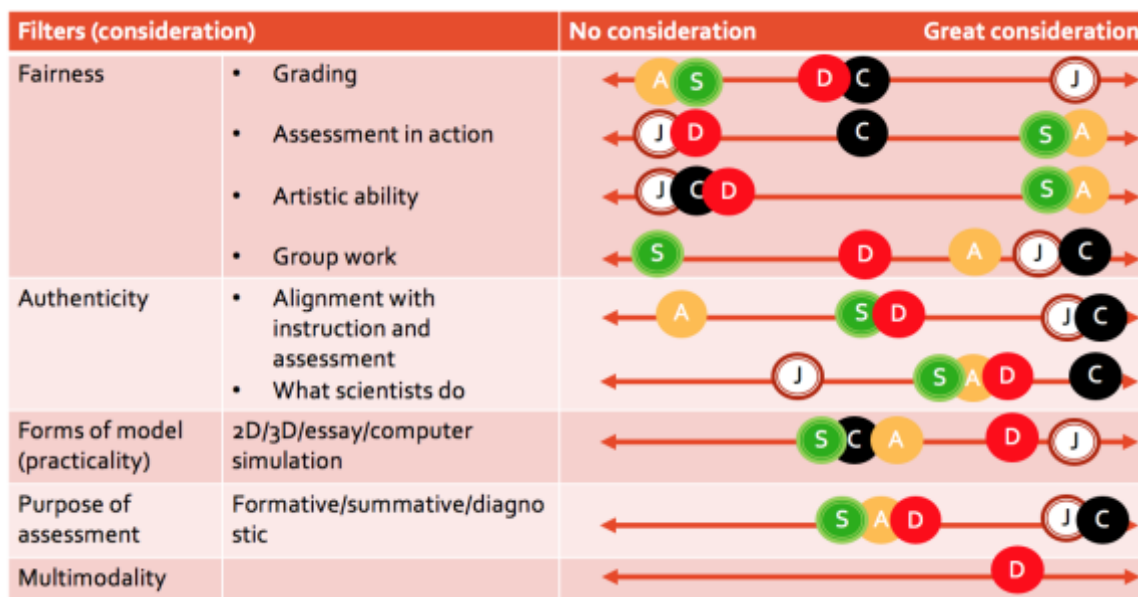 Filters (consideration) No consideration Great consideration
Fairness • Grading A S D C J
• Assessment in action J D C S A
• Artistic ability J C D S A
• Group work S D A J C
Authenticity • Alignment with
instruction and
assessment A S D J C
• What scientists do J S A D C
Forms of model
(practicality) 2D/3D/essay/computer
simulation S C A D J
Purpose of
assessment Formative/summative/diagno
stic S A D J C
Multimodality D